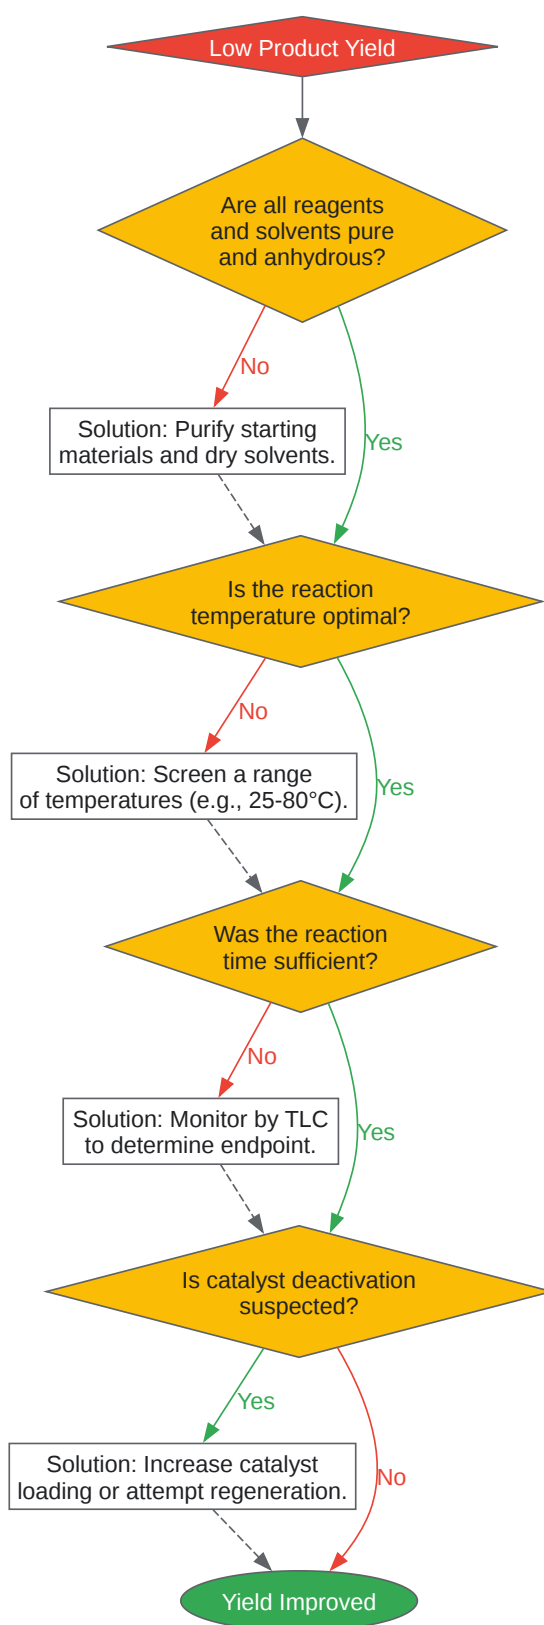 Low Product Yield
Are all reagents
and solvents pure
and anhydrous?
No
Yes
Solution: Purify starting
materials and dry solvents.
Is the reaction
temperature optimal?
No
Yes
Solution: Screen a range
of temperatures (e.g., 25-80°C).
Was the reaction
time sufficient?
No
Yes
Solution: Monitor by TLC
to determine endpoint.
Is catalyst deactivation
suspected?
Yes
No
Solution: Increase catalyst
loading or attempt regeneration.
Yield Improved